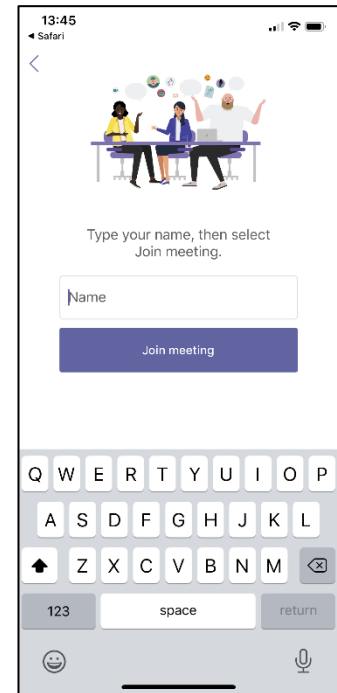 13:45
◄ Safari
Type your name, then select
Join meeting.
Name
Join meeting
Q W E R T Y U I O P
A S D F G H J K L
Z X C V B N M
123 space return